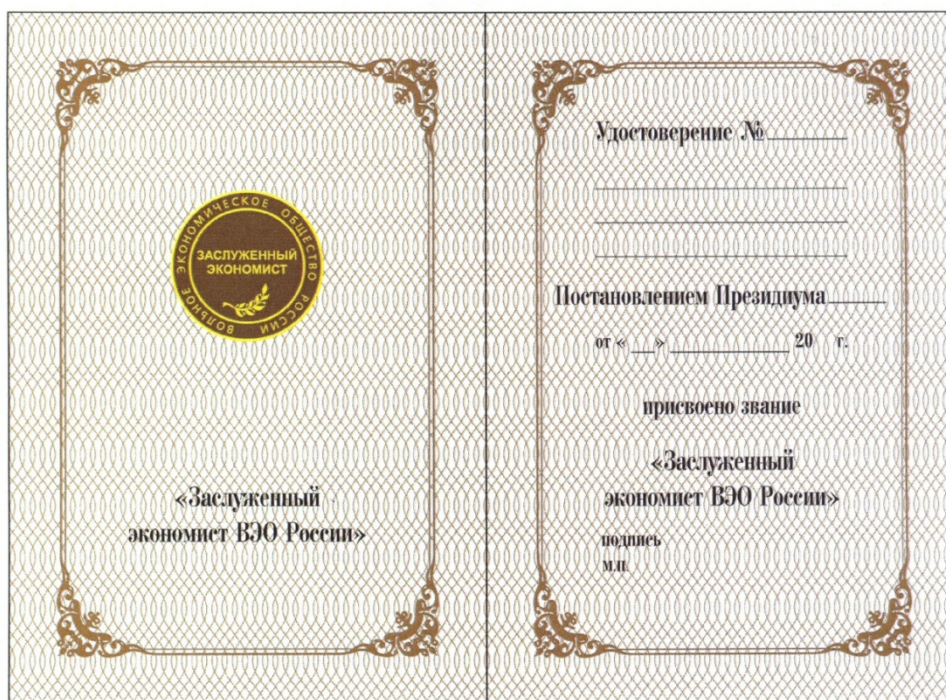 ВОЛЬНОЕ ЭКОНОМИЧЕСКОЕ ОБЩЕСТВО РОССИИ
ЗАСЛУЖЕННЫЙ
ЭКОНОМИСТ
«Заслуженный
экономист ВЭО России»
Удостоверение №
Постановлением Президиума
от « » 20 г.
присвоено звание
«Заслуженный
экономист ВЭО России»
подпись
м.п.